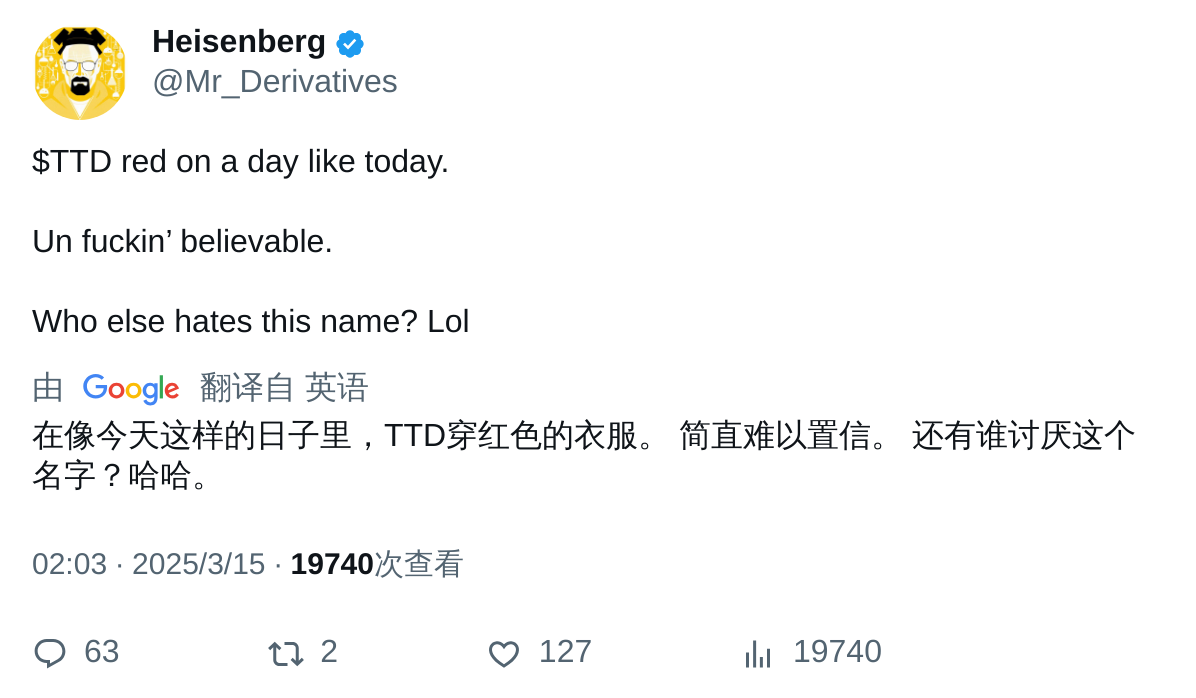 Heisenberg
@Mr_Derivatives
$TTD red on a day like today.
Un fuckin’ believable.
Who else hates this name? Lol
由 Google 翻译自 英语
在像今天这样的日子里，TTD穿红色的衣服。 简直难以置信。 还有谁讨厌这个
名字？哈哈。
02:03 · 2025/3/15 · 19740次查看
63 2 127 19740